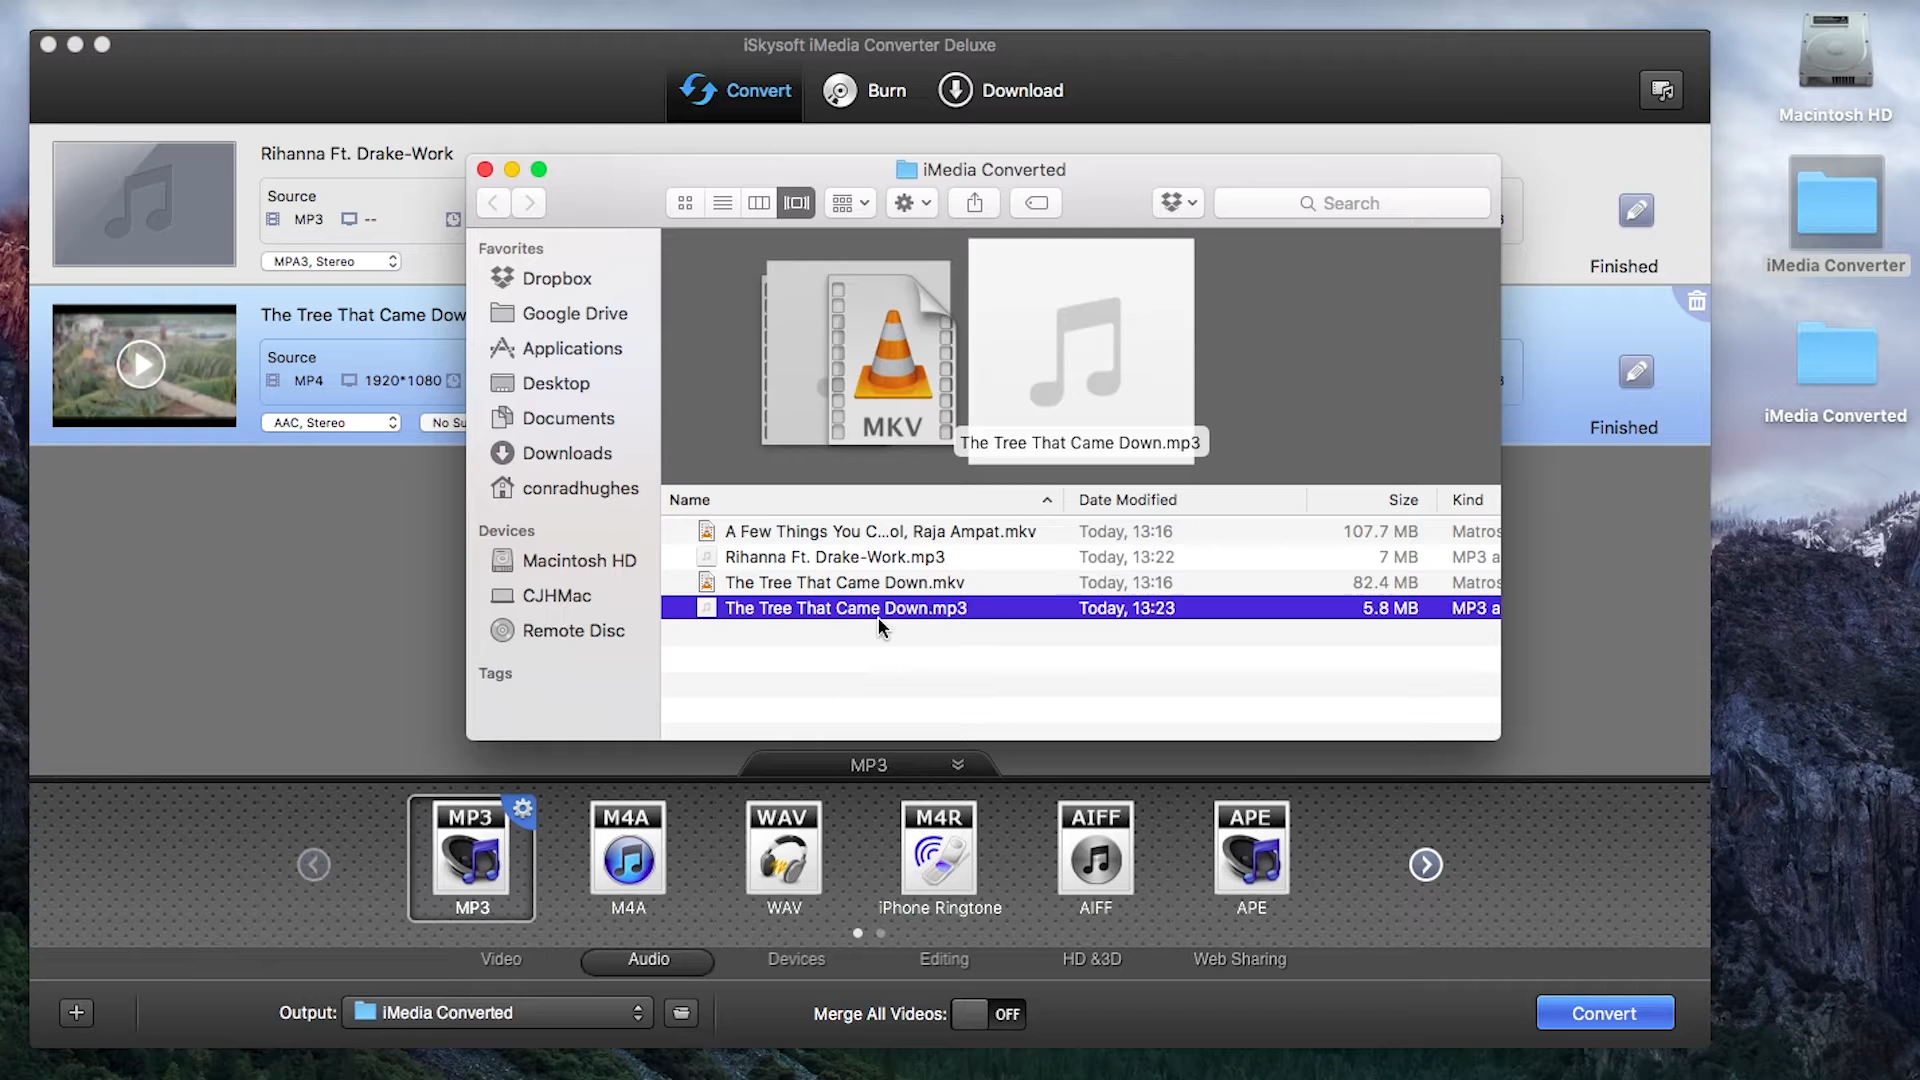 iSkysoft iMedia Converter Deluxe
Convert
Burn
Download
Macintosh HD
iMedia Converter
iMedia Converted
Rihanna Ft. Drake-Work
Source
MP3
--
MPA3, Stereo
Finished
The Tree That Came Dow
Source
MP4
1920*1080
AAC, Stereo
No Su
Finished
iMedia Converted
Search
Favorites
Dropbox
Google Drive
Applications
Desktop
Documents
Downloads
conradhughes
Devices
Macintosh HD
CJHMac
Remote Disc
Tags
MKV
The Tree That Came Down.mp3
Name
Date Modified
Size
Kind
A Few Things You C...ol, Raja Ampat.mkv
Today, 13:16
107.7 MB
Matros
Rihanna Ft. Drake-Work.mp3
Today, 13:22
7 MB
MP3 a
The Tree That Came Down.mkv
Today, 13:16
82.4 MB
Matros
The Tree That Came Down.mp3
Today, 13:23
5.8 MB
MP3 a
MP3
MP3
M4A
WAV
M4R
AIFF
APE
MP3
M4A
WAV
iPhone Ringtone
AIFF
APE
Video
Audio
Devices
Editing
HD &3D
Web Sharing
Output:
iMedia Converted
Merge All Videos:
OFF
Convert